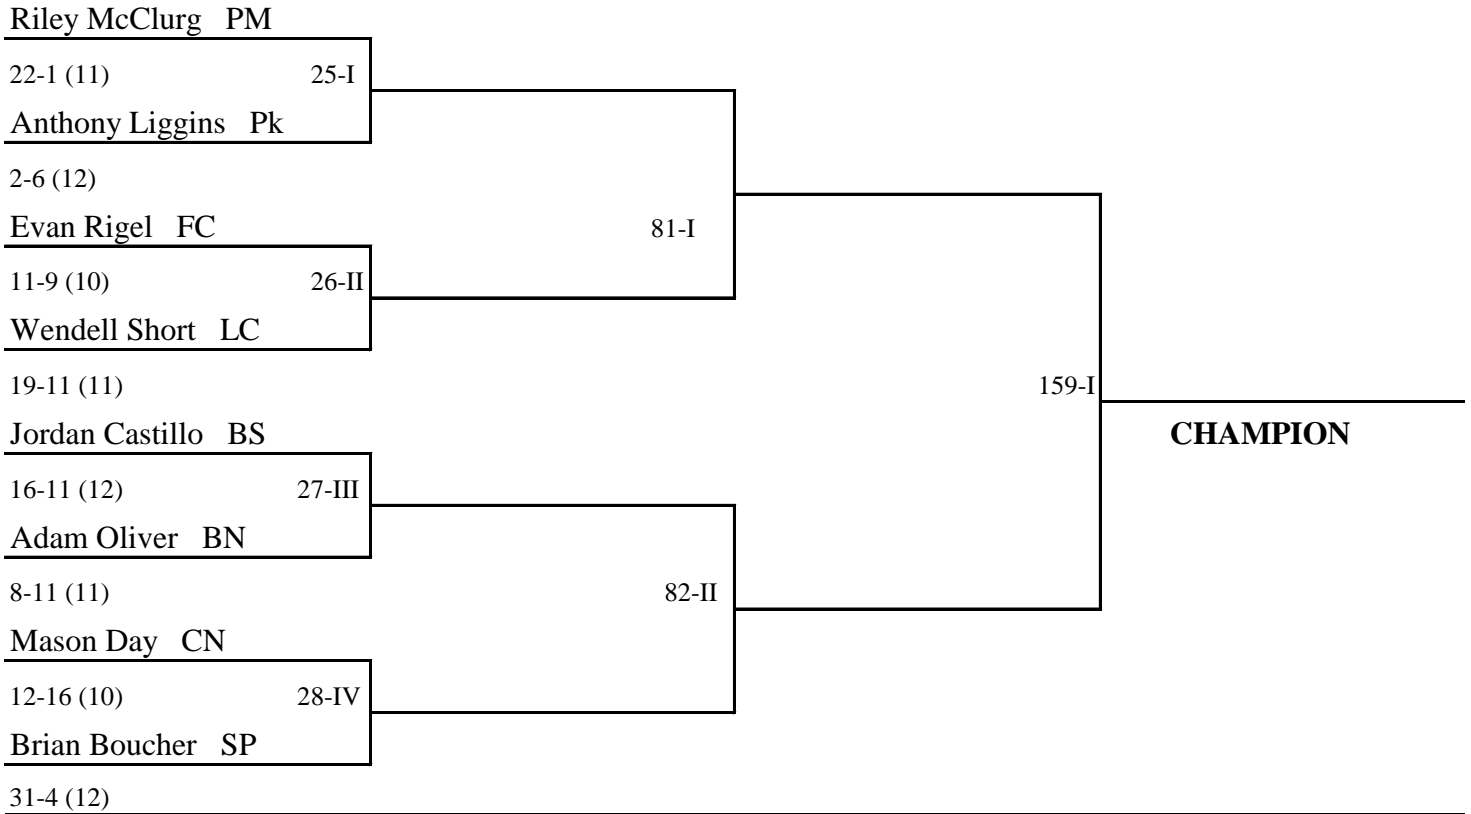 Riley McClurg PM
22-1 (11) 25-I
Anthony Liggins Pk
2-6 (12)
Evan Rigel FC 81-I
11-9 (10) 26-II
Wendell Short LC
19-11 (11) 159-I
Jordan Castillo BS CHAMPION
16-11 (12) 27-III
Adam Oliver BN
8-11 (11) 82-II
Mason Day CN
12-16 (10) 28-IV
Brian Boucher SP
31-4 (12)